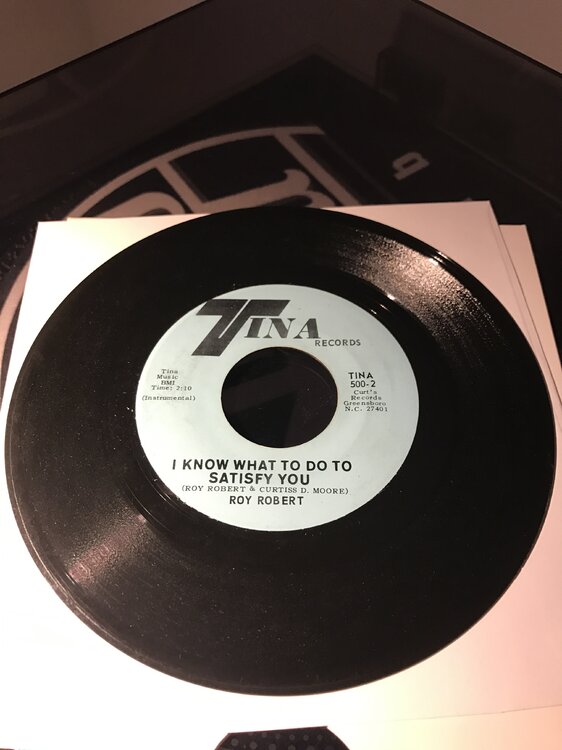 TINA
RECORDS
Tina
Music
BMI
Time: 2:10
(Instrumental)
TINA
500-2
Curt's
Records
Greensboro
N.C. 27401
I KNOW WHAT TO DO TO
SATISFY YOU
(ROY ROBERT & CURTISS D. MOORE)
ROY ROBERT